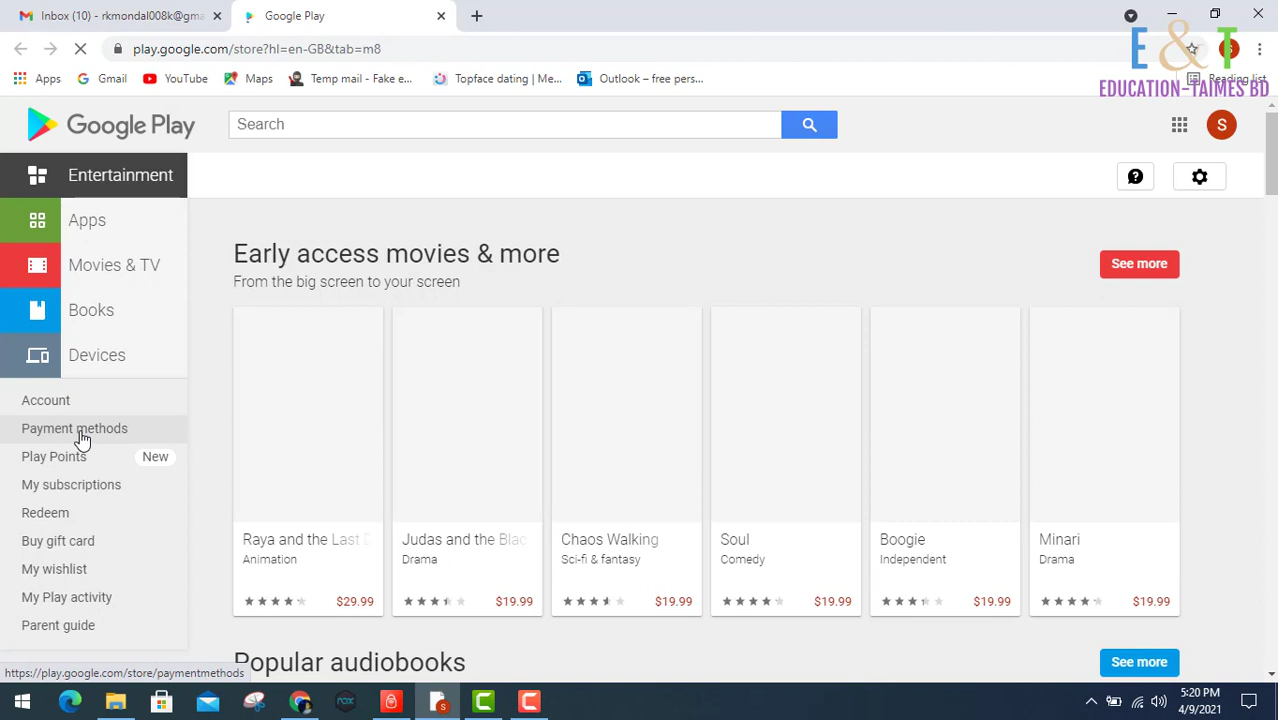 Inbox (10) - rkmondal008k@gma
Google Play
play.google.com/store?hl=en-GB&tab=m8
Apps
Gmail
YouTube
Maps
Temp mail - Fake e...
Topface dating | Me...
Outlook – free pers...
Reading list
E & T
EDUCATION-TAIMES BD
Google Play
Search
S
Entertainment
Apps
Movies & TV
Books
Devices
Account
Payment methods
Play Points
New
My subscriptions
Redeem
Buy gift card
My wishlist
My Play activity
Parent guide
Early access movies & more
See more
From the big screen to your screen
Raya and the Last D
Animation
$29.99
Judas and the Blac
Drama
$19.99
Chaos Walking
Sci-fi & fantasy
$19.99
Soul
Comedy
$19.99
Boogie
Independent
$19.99
Minari
Drama
$19.99
Popular audiobooks
See more
https://play.google.com/store/paymentmethods
5:20 PM
4/9/2021